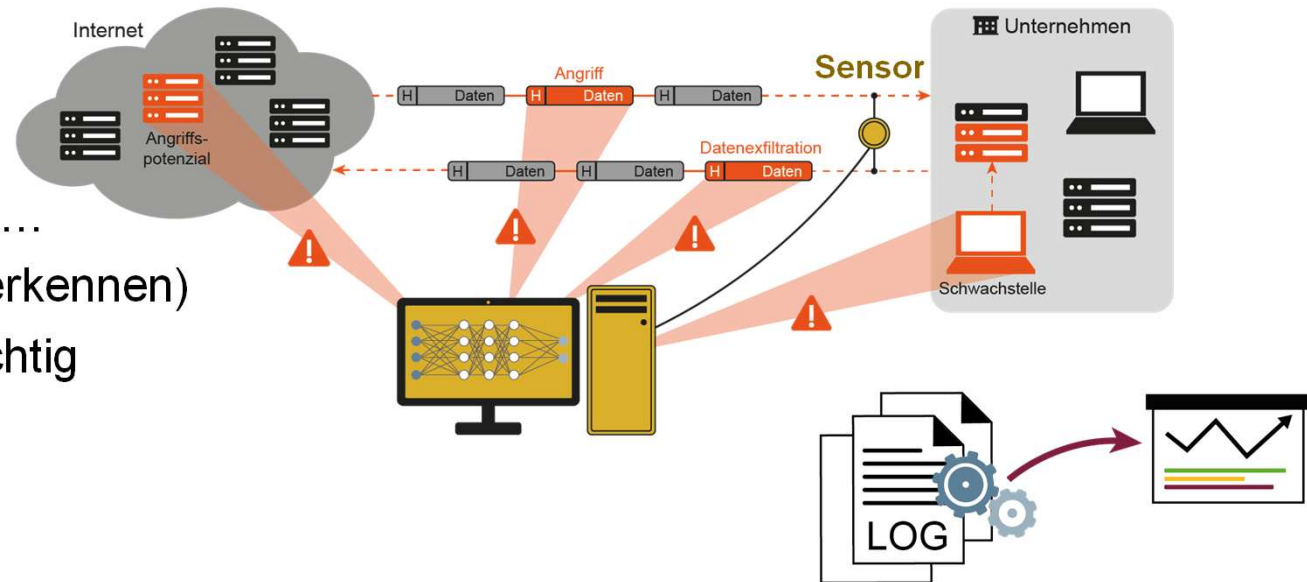 Internet
Unternehmen
Angriff
Sensor
H Daten
H Daten
H Daten
Angriffs-
potenzial
Datenexfiltration
H Daten
H Daten
H Daten
...
erkennen)
chtig
Schwachstelle
LOG